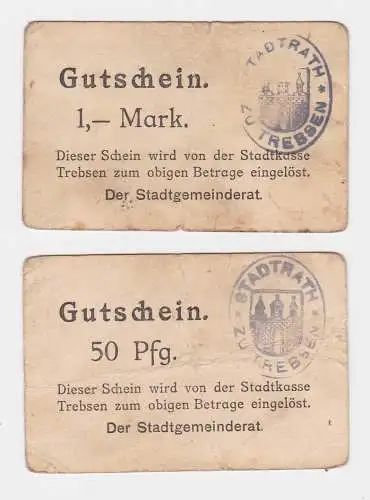 Gutschein.
1,— Mark.
Dieser Schein wird von der Stadtkasse
Trebsen zum obigen Betrage eingelöst.
Der Stadtgemeinderat.
STADTRATH
* ZU TREBSEN *
Gutschein.
50 Pfg.
Dieser Schein wird von der Stadtkasse
Trebsen zum obigen Betrage eingelöst.
Der Stadtgemeinderat.
STADTRATH
* ZU TREBSEN *